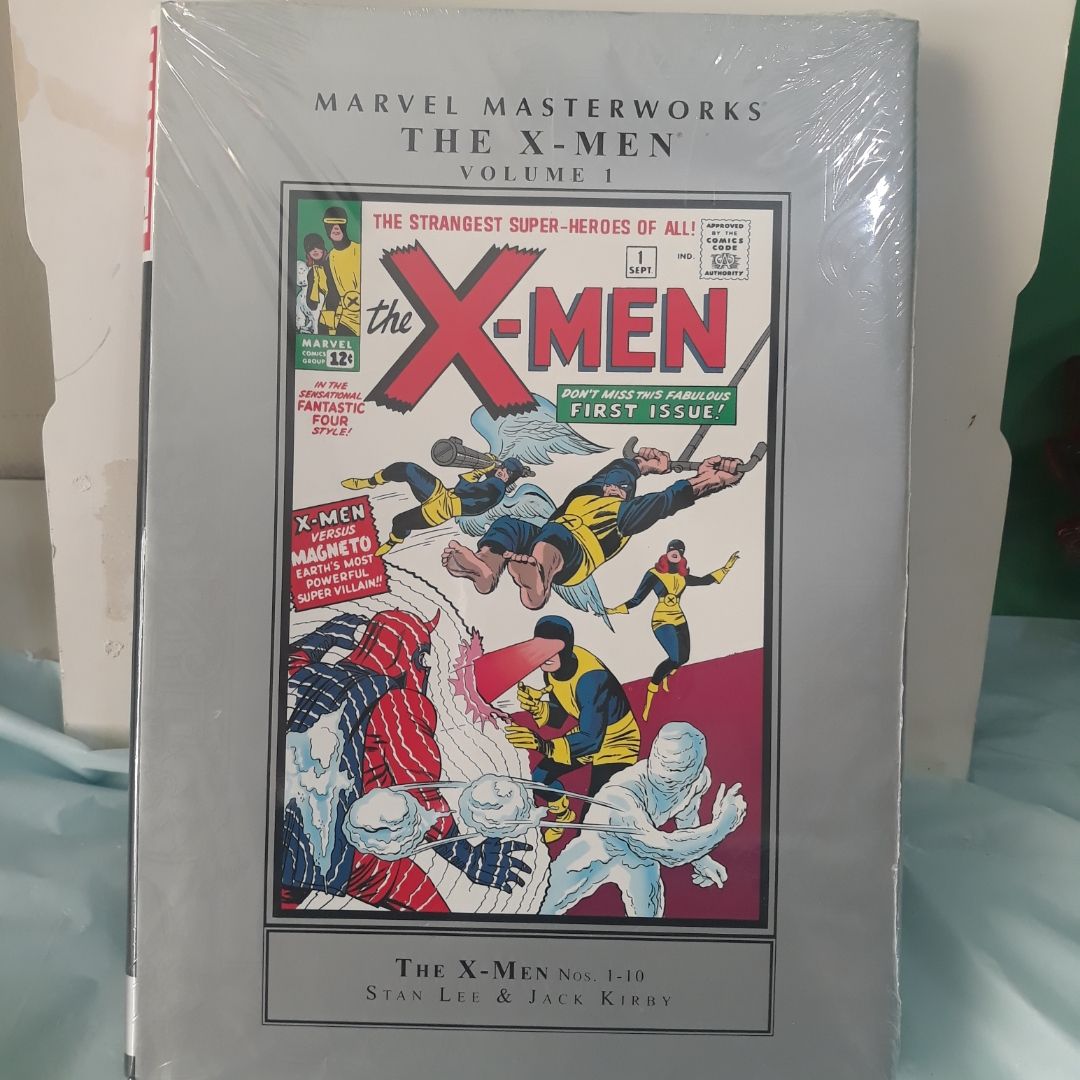 MARVEL MASTERWORKS®
THE X-MEN®
VOLUME 1
THE STRANGEST SUPER-HEROES OF ALL!
APPROVED
BY THE
COMICS
CODE
CA
AUTHORITY
1
SEPT.
IND.
the X-MEN
MARVEL
COMICS
GROUP
12¢
IN THE
SENSATIONAL
FANTASTIC
FOUR
STYLE!
DON'T MISS THIS FABULOUS
FIRST ISSUE!
X-MEN
VERSUS
MAGNETO
EARTH'S MOST
POWERFUL
SUPER VILLAIN!!
THE X-MEN NOS. 1-10
STAN LEE & JACK KIRBY